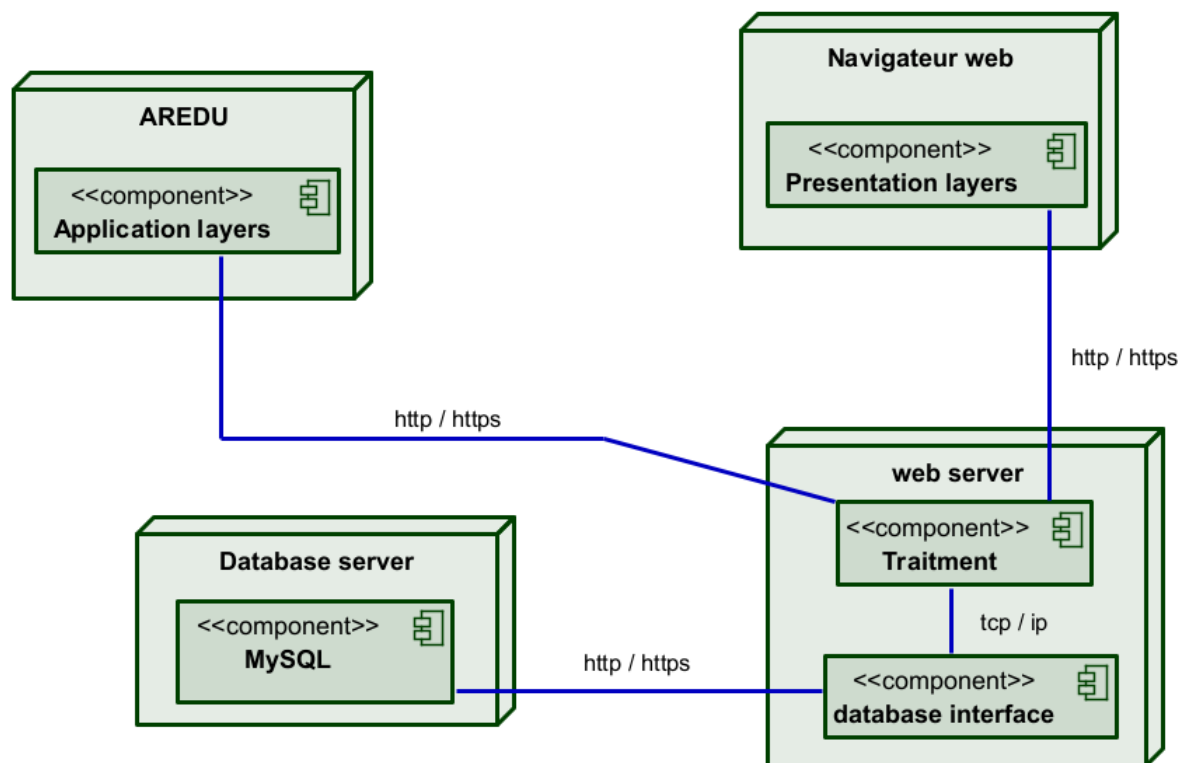 AREDU
<<component>>
Application layers
Navigateur web
<<component>>
Presentation layers
http / https
http / https
web server
<<component>>
Traitment
tcp / ip
<<component>>
database interface
Database server
<<component>>
MySQL
http / https